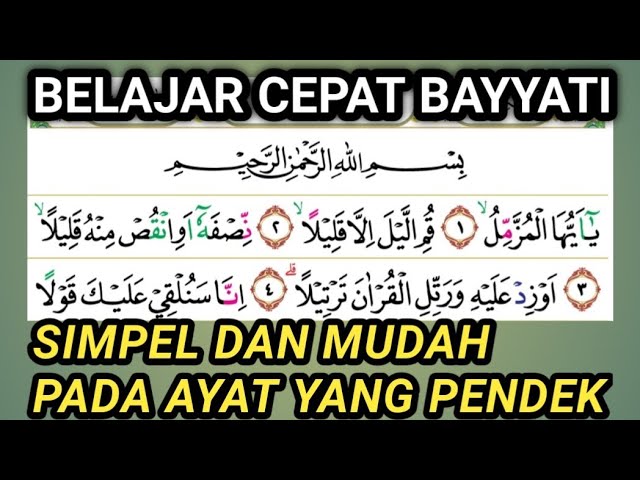 BELAJAR CEPAT BAYYATI
بِسْمِ اللهِ الرَّحْمٰنِ الرَّحِيْمِ
يٰٓاَيُّهَا الْمُزَّمِّلُۙ ۝١ قُمِ الَّيْلَ اِلَّا قَلِيْلًاۙ ۝٢ نِّصْفَهٗٓ اَوِ انْقُصْ مِنْهُ قَلِيْلًاۙ
۝٣ اَوْ زِدْ عَلَيْهِ وَرَتِّلِ الْقُرْاٰنَ تَرْتِيْلًاۗ ۝٤ اِنَّا سَنُلْقِيْ عَلَيْكَ قَوْلًا
SIMPEL DAN MUDAH
PADA AYAT YANG PENDEK